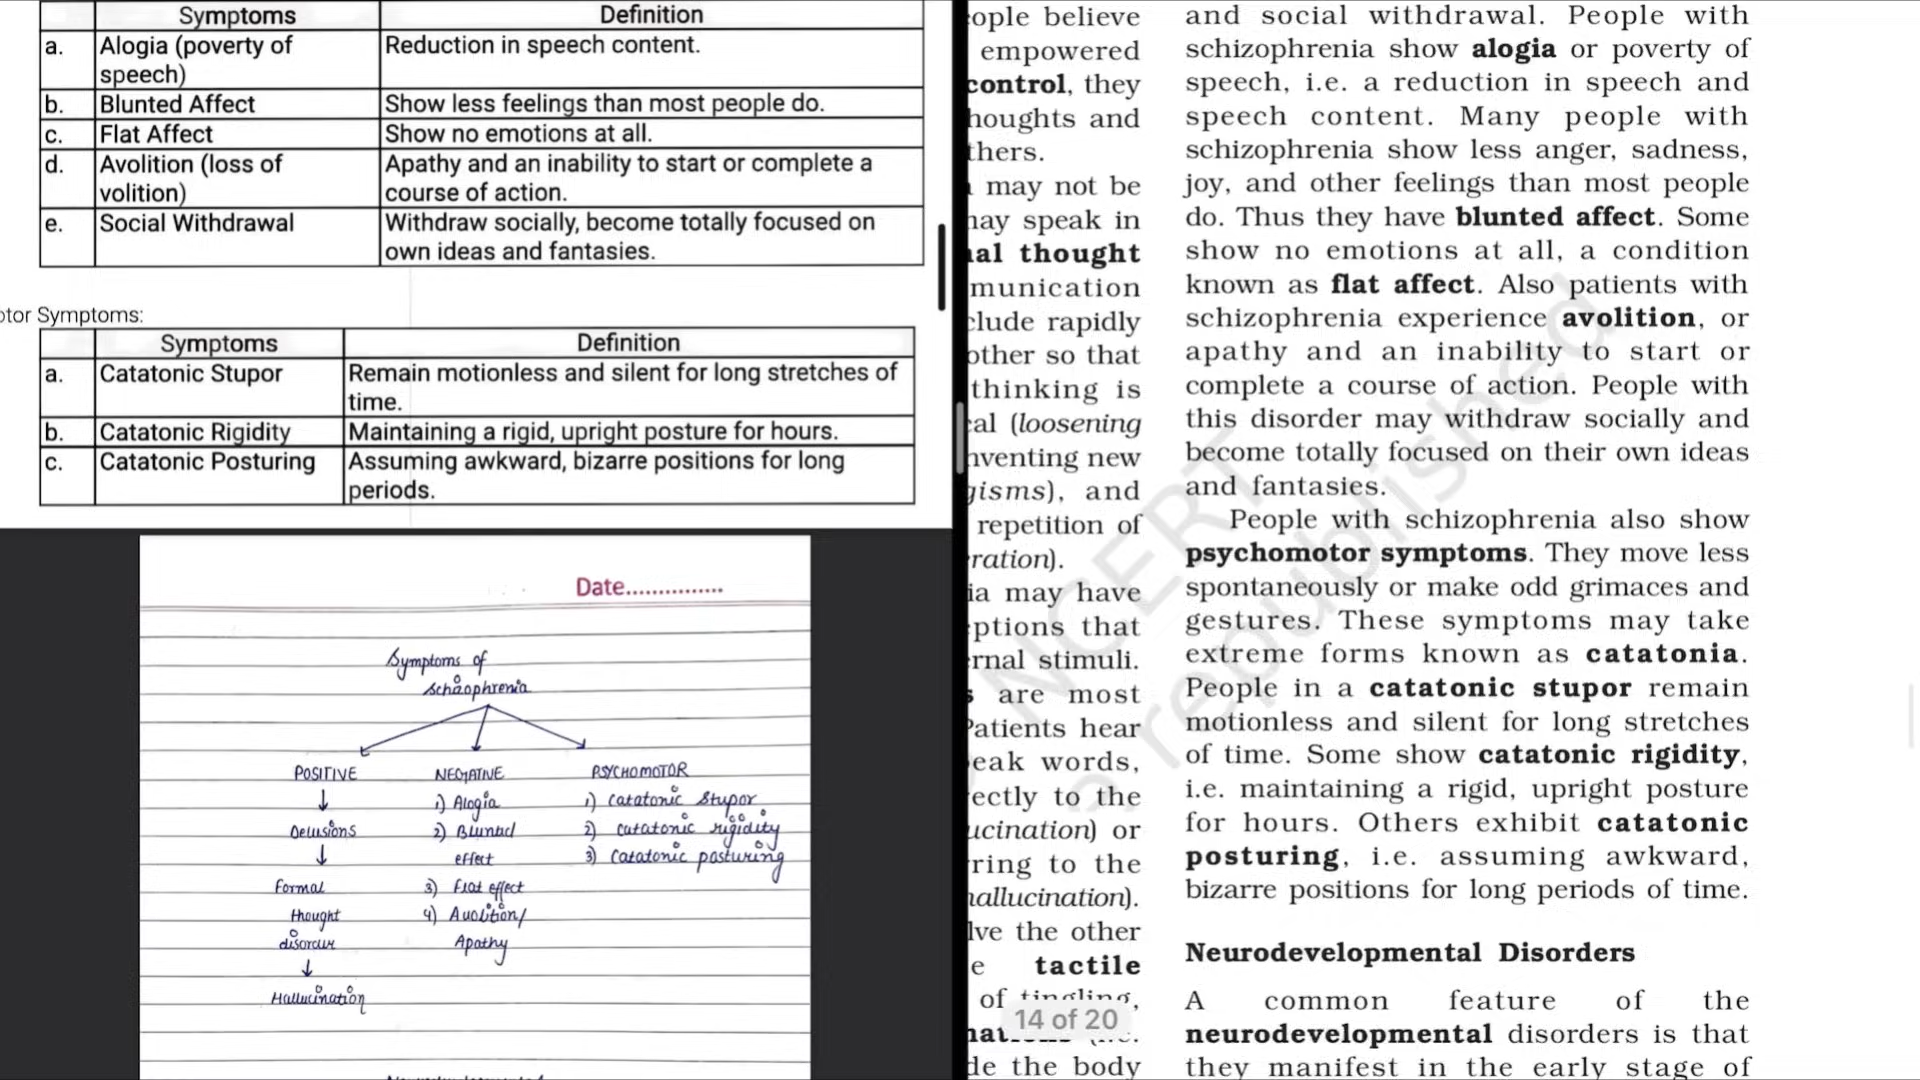 Symptoms Definition
a. Alogia (poverty of speech) Reduction in speech content.
b. Blunted Affect Show less feelings than most people do.
c. Flat Affect Show no emotions at all.
d. Avolition (loss of volition) Apathy and an inability to start or complete a course of action.
e. Social Withdrawal Withdraw socially, become totally focused on own ideas and fantasies.
otor Symptoms:
Symptoms Definition
a. Catatonic Stupor Remain motionless and silent for long stretches of time.
b. Catatonic Rigidity Maintaining a rigid, upright posture for hours.
c. Catatonic Posturing Assuming awkward, bizarre positions for long periods.
Date...............
Symptoms of
POSITIVE
Delusions
Formal
thought
Hallucination
NEGATIVE
1) Alogia
2)
effect
3) Flat effect
4)
Apathy
PSYCHOMOTOR
1) Catatonic Stupor
2) catatonic rigidity
3) Catatonic posturing
ople believe
empowered
control, they
houghts and
thers.
may not be
nay speak in
al thought
munication
clude rapidly
other so that
thinking is
cal (loosening
nventing new
gisms), and
repetition of
ration).
ia may have
ptions that
ernal stimuli.
s are most
Patients hear
eak words,
ectly to the
ucination) or
ring to the
hallucination).
lve the other
e tactile
of tingling,
14 of 20
de the body
and social withdrawal. People with
schizophrenia show alogia or poverty of
speech, i.e. a reduction in speech and
speech content. Many people with
schizophrenia show less anger, sadness,
joy, and other feelings than most people
do. Thus they have blunted affect. Some
show no emotions at all, a condition
known as flat affect. Also patients with
schizophrenia experience avolition, or
apathy and an inability to start or
complete a course of action. People with
this disorder may withdraw socially and
become totally focused on their own ideas
and fantasies.
People with schizophrenia also show
psychomotor symptoms. They move less
spontaneously or make odd grimaces and
gestures. These symptoms may take
extreme forms known as catatonia.
People in a catatonic stupor remain
motionless and silent for long stretches
of time. Some show catatonic rigidity,
i.e. maintaining a rigid, upright posture
for hours. Others exhibit catatonic
posturing, i.e. assuming awkward,
bizarre positions for long periods of time.
Neurodevelopmental Disorders
A common feature of the
neurodevelopmental disorders is that
they manifest in the early stage of
NCERT
republished